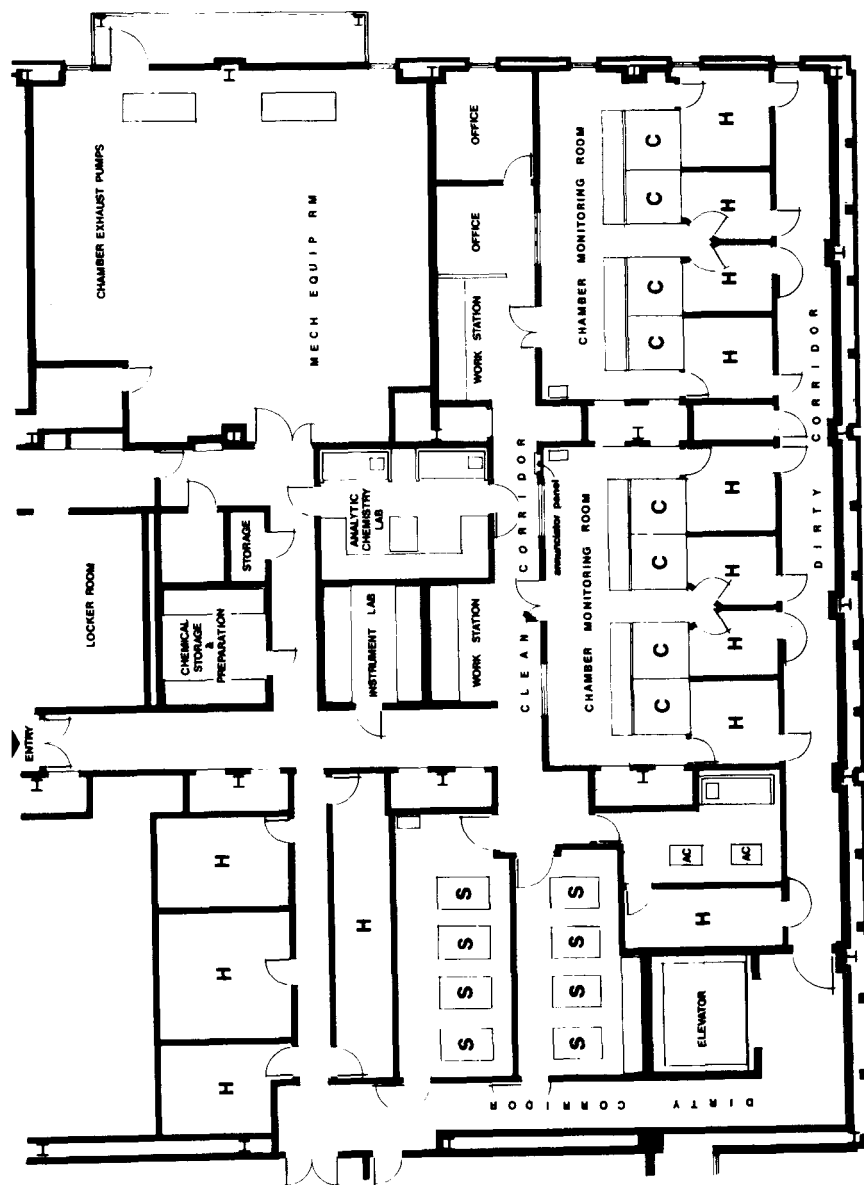 ENTRY
LOCKER ROOM
CHAMBER EXHAUST PUMPS
CHEMICAL
STORAGE
&
PREPARATION
H H H
STORAGE
MECH EQUIP RM
H
INSTRUMENT LAB
ANALYTIC
CHEMISTRY
LAB
S S S S
WORK STATION
WORK STATION
OFFICE
OFFICE
CLEAN CORRIDOR
annunciator panel
S S S S
DIRTY CORRIDOR
CHAMBER MONITORING ROOM
CHAMBER MONITORING ROOM
C C C C
C C C C
ELEVATOR
H
AC AC
H H H H
H H H H
DIRTY CORRIDOR